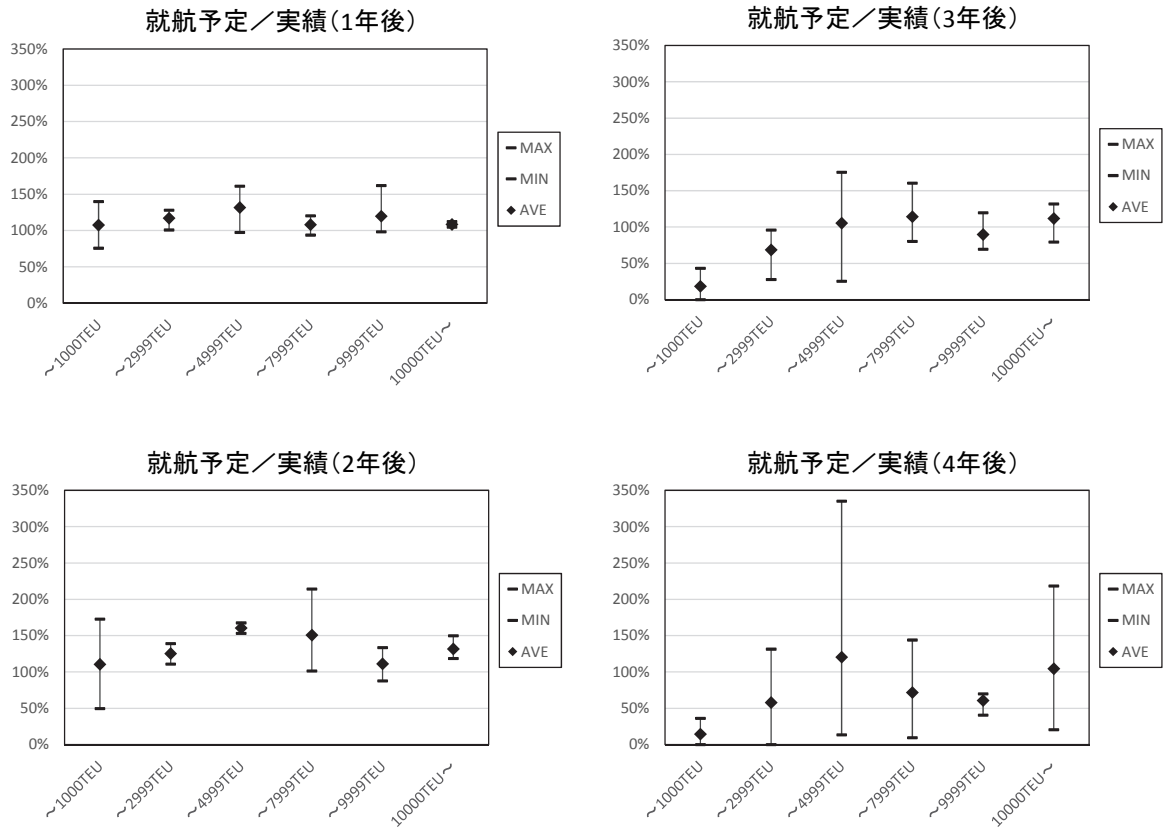 就航予定／実績（1年後）
350%
300%
250%
200%
150%
100%
50%
0%
～1000TEU
～2999TEU
～4999TEU
～7999TEU
～9999TEU
10000TEU～
MAX
MIN
AVE
就航予定／実績（3年後）
350%
300%
250%
200%
150%
100%
50%
0%
～1000TEU
～2999TEU
～4999TEU
～7999TEU
～9999TEU
10000TEU～
MAX
MIN
AVE
就航予定／実績（2年後）
350%
300%
250%
200%
150%
100%
50%
0%
～1000TEU
～2999TEU
～4999TEU
～7999TEU
～9999TEU
10000TEU～
MAX
MIN
AVE
就航予定／実績（4年後）
350%
300%
250%
200%
150%
100%
50%
0%
～1000TEU
～2999TEU
～4999TEU
～7999TEU
～9999TEU
10000TEU～
MAX
MIN
AVE